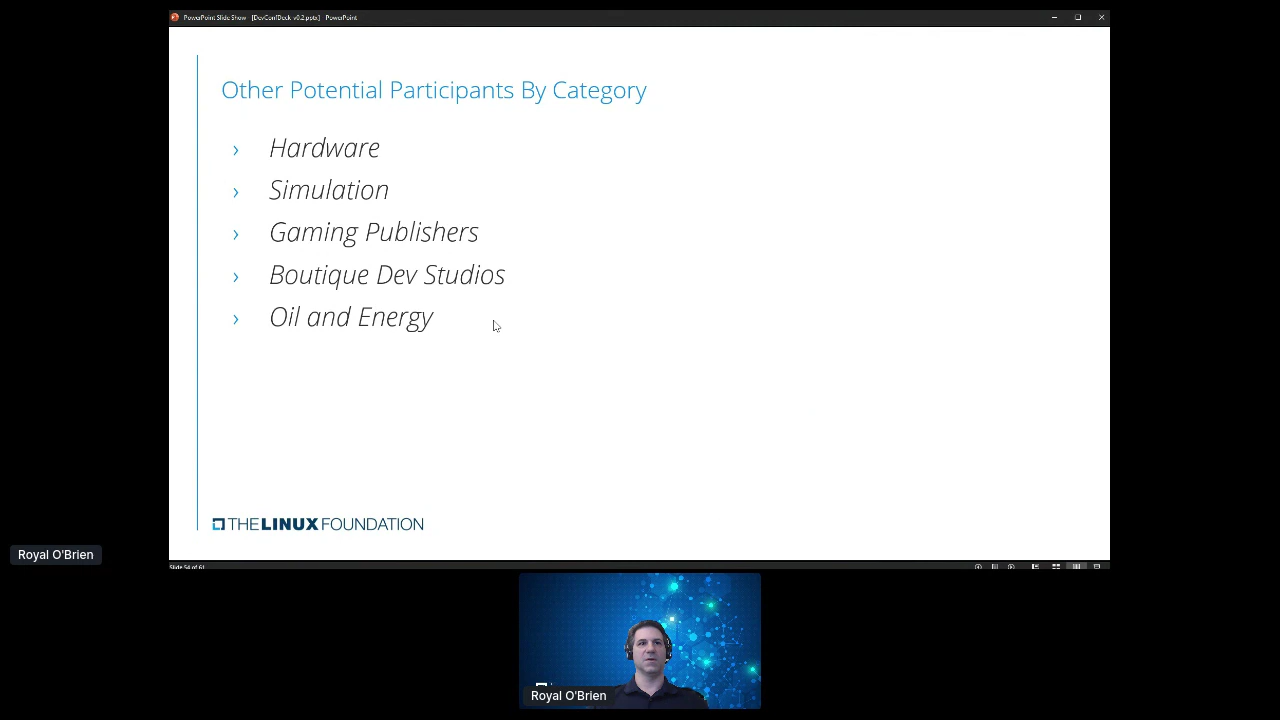 PowerPoint Slide Show - [DevConfDeck v0.2.pptx] - PowerPoint
Other Potential Participants By Category
› Hardware
› Simulation
› Gaming Publishers
› Boutique Dev Studios
› Oil and Energy
THE LINUX FOUNDATION
Royal O'Brien
Slide 54 of 61
Royal O'Brien